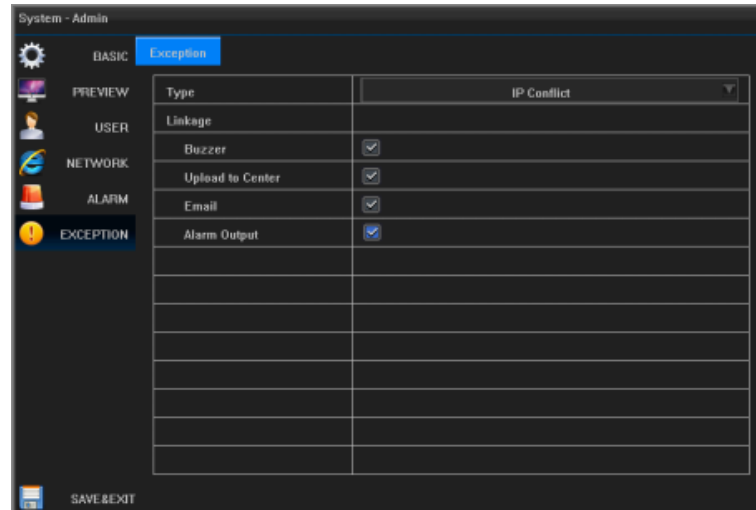 System - Admin
BASIC
Exception
PREVIEW
Type
IP Conflict
USER
Linkage
Buzzer
NETWORK
Upload to Center
ALARM
Email
EXCEPTION
Alarm Output
SAVE&EXIT